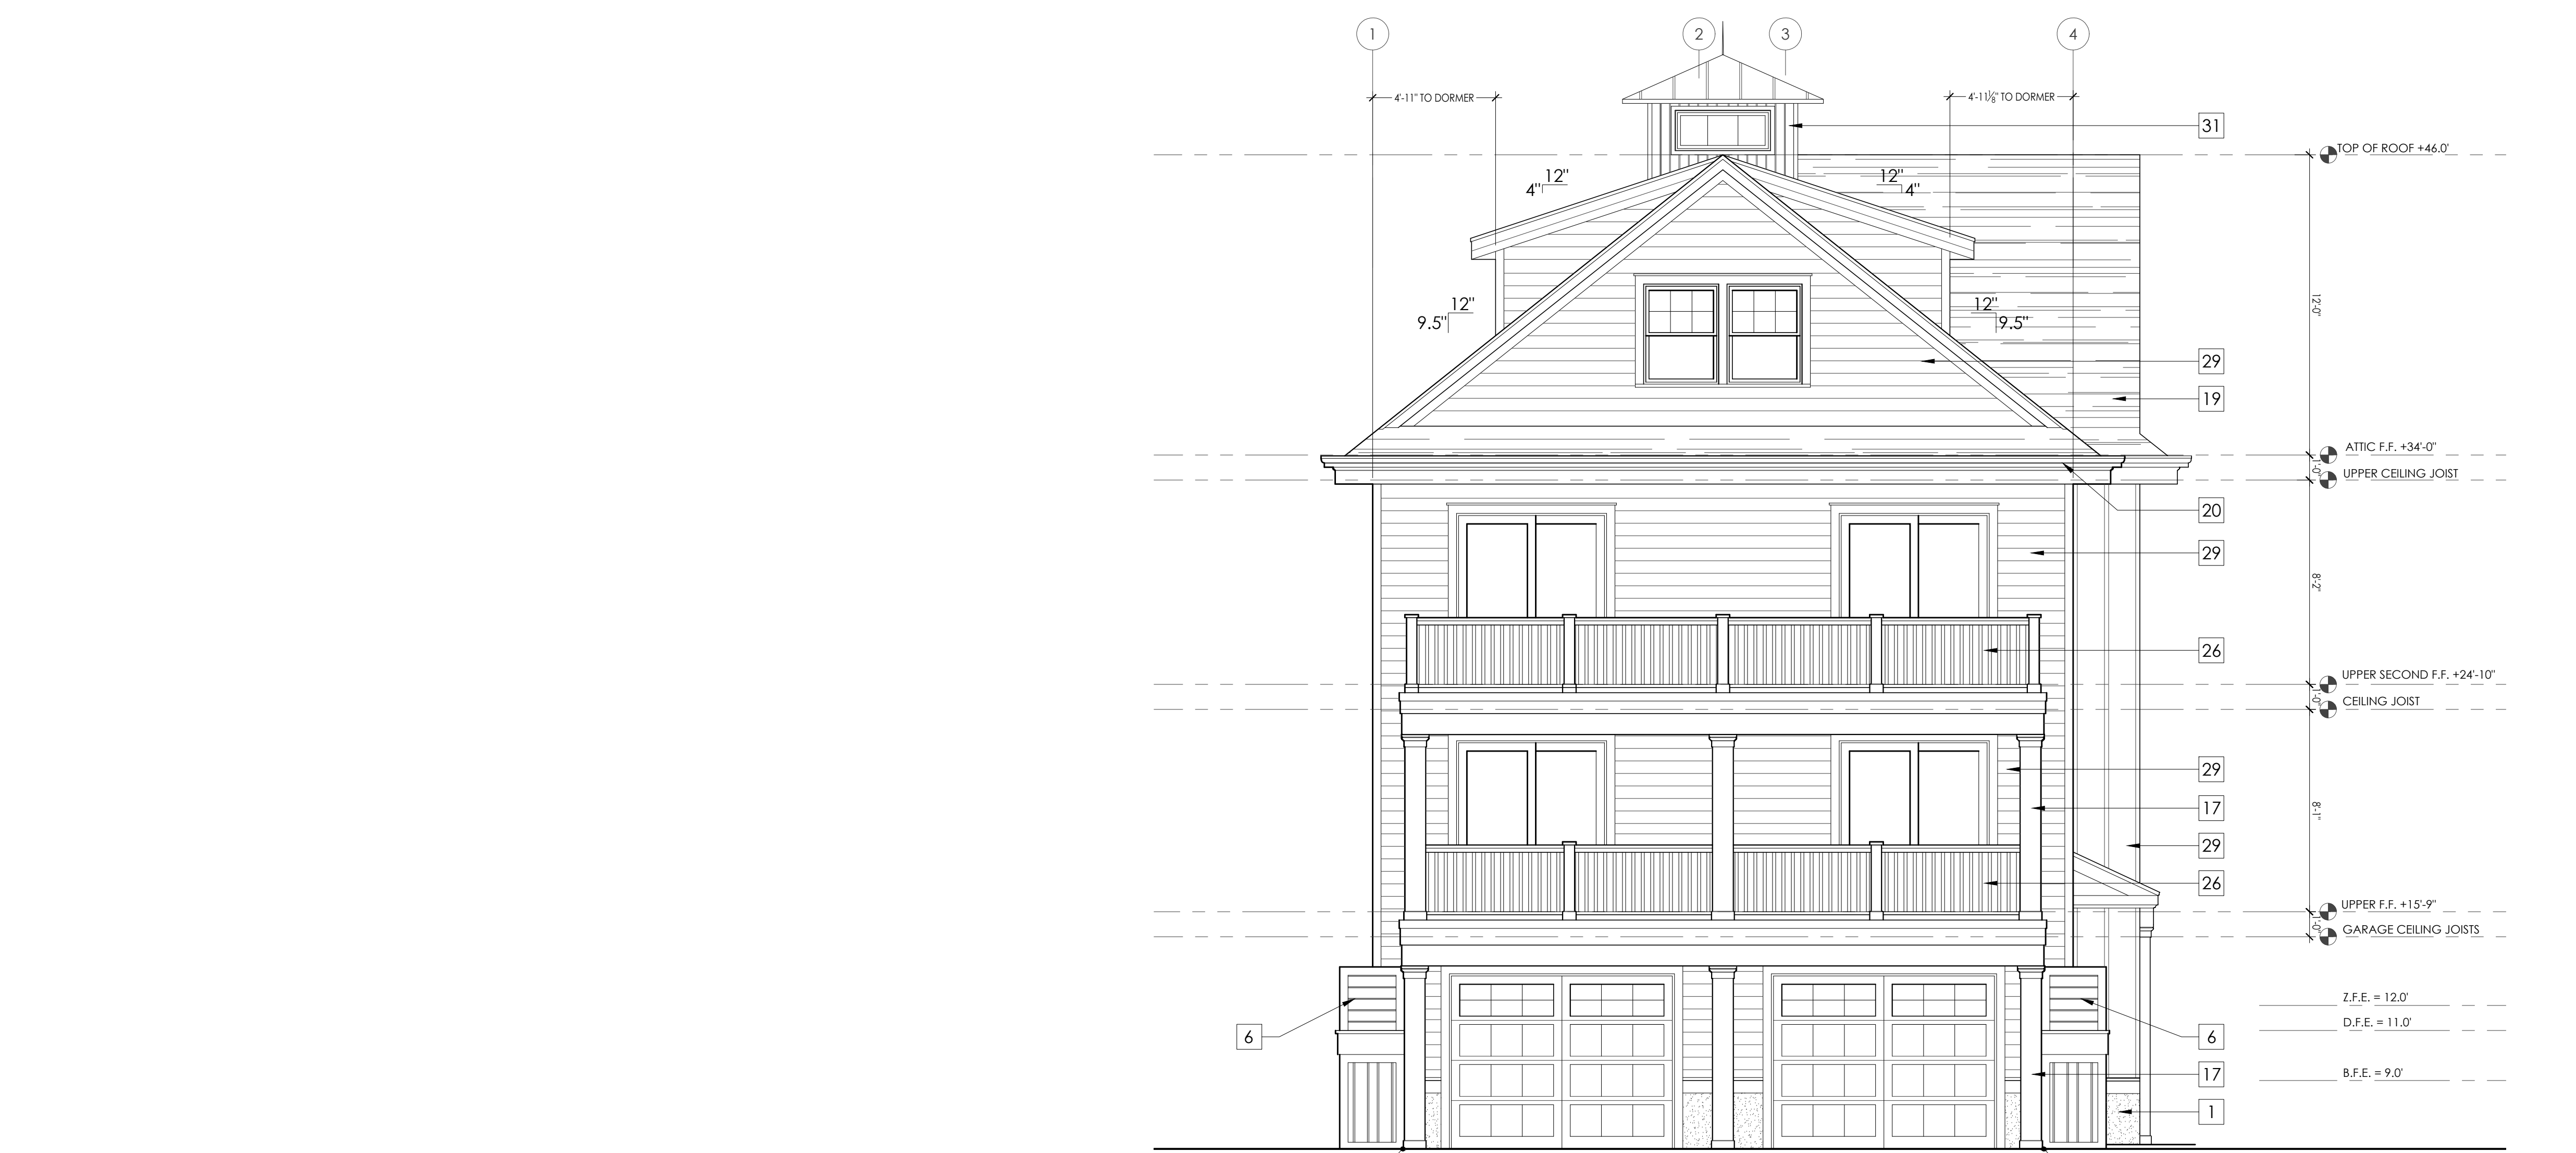 1 2 3 4
4'-11" TO DORMER 4'-11⅛" TO DORMER
31
TOP OF ROOF +46.0'
12" 12"
4" 4"
12" 12"
9.5" 9.5"
12'-0"
29
19
ATTIC F.F. +34'-0"
1'-0"
UPPER CEILING JOIST
20
29
8'-2"
26
UPPER SECOND F.F. +24'-10"
1'-0"
CEILING JOIST
29
17
8'-1"
29
26
UPPER F.F. +15'-9"
1'-0"
GARAGE CEILING JOISTS
Z.F.E. = 12.0'
D.F.E. = 11.0'
6 6
B.F.E. = 9.0'
17
1